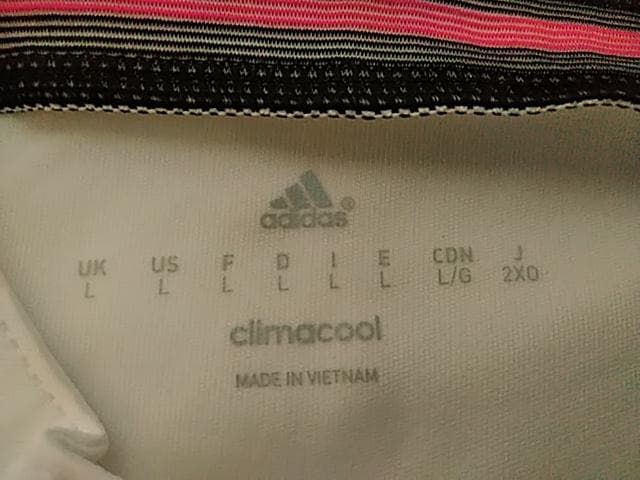 adidas®
UK US F D I E CDN J
L L L L L L L/G 2XO
climacool
MADE IN VIETNAM